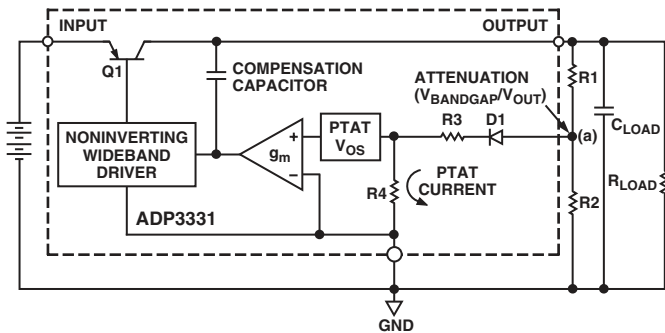 INPUT
OUTPUT
Q1
COMPENSATION
CAPACITOR
ATTENUATION
(VBANDGAP/VOUT)
R1
NONINVERTING
WIDEBAND
DRIVER
gm
+
−
PTAT
VOS
R3
D1
(a)
CLOAD
RLOAD
R4
PTAT
CURRENT
R2
ADP3331
GND